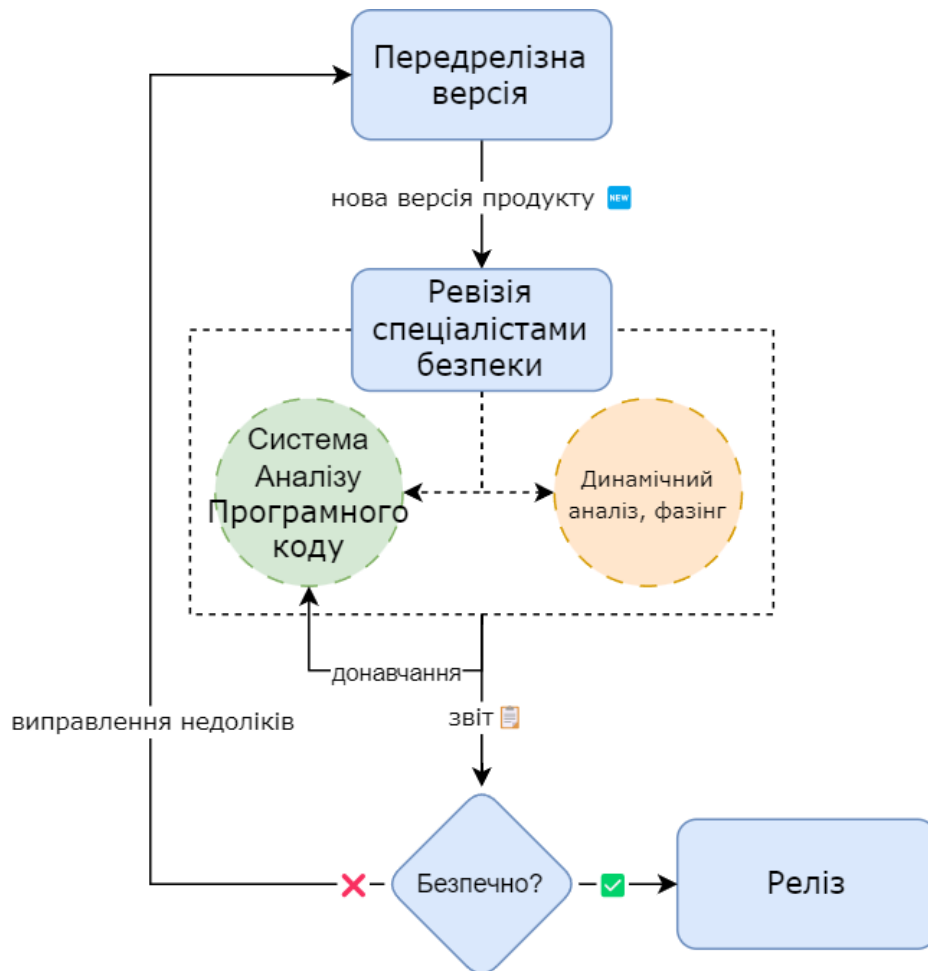 Передрелізна
версія
нова версія продукту NEW
Ревізія
спеціалістами
безпеки
Система
Аналізу
Програмного
коду
Динамічний
аналіз, фазінг
донавчання
звіт
виправлення недоліків
Безпечно?
Реліз